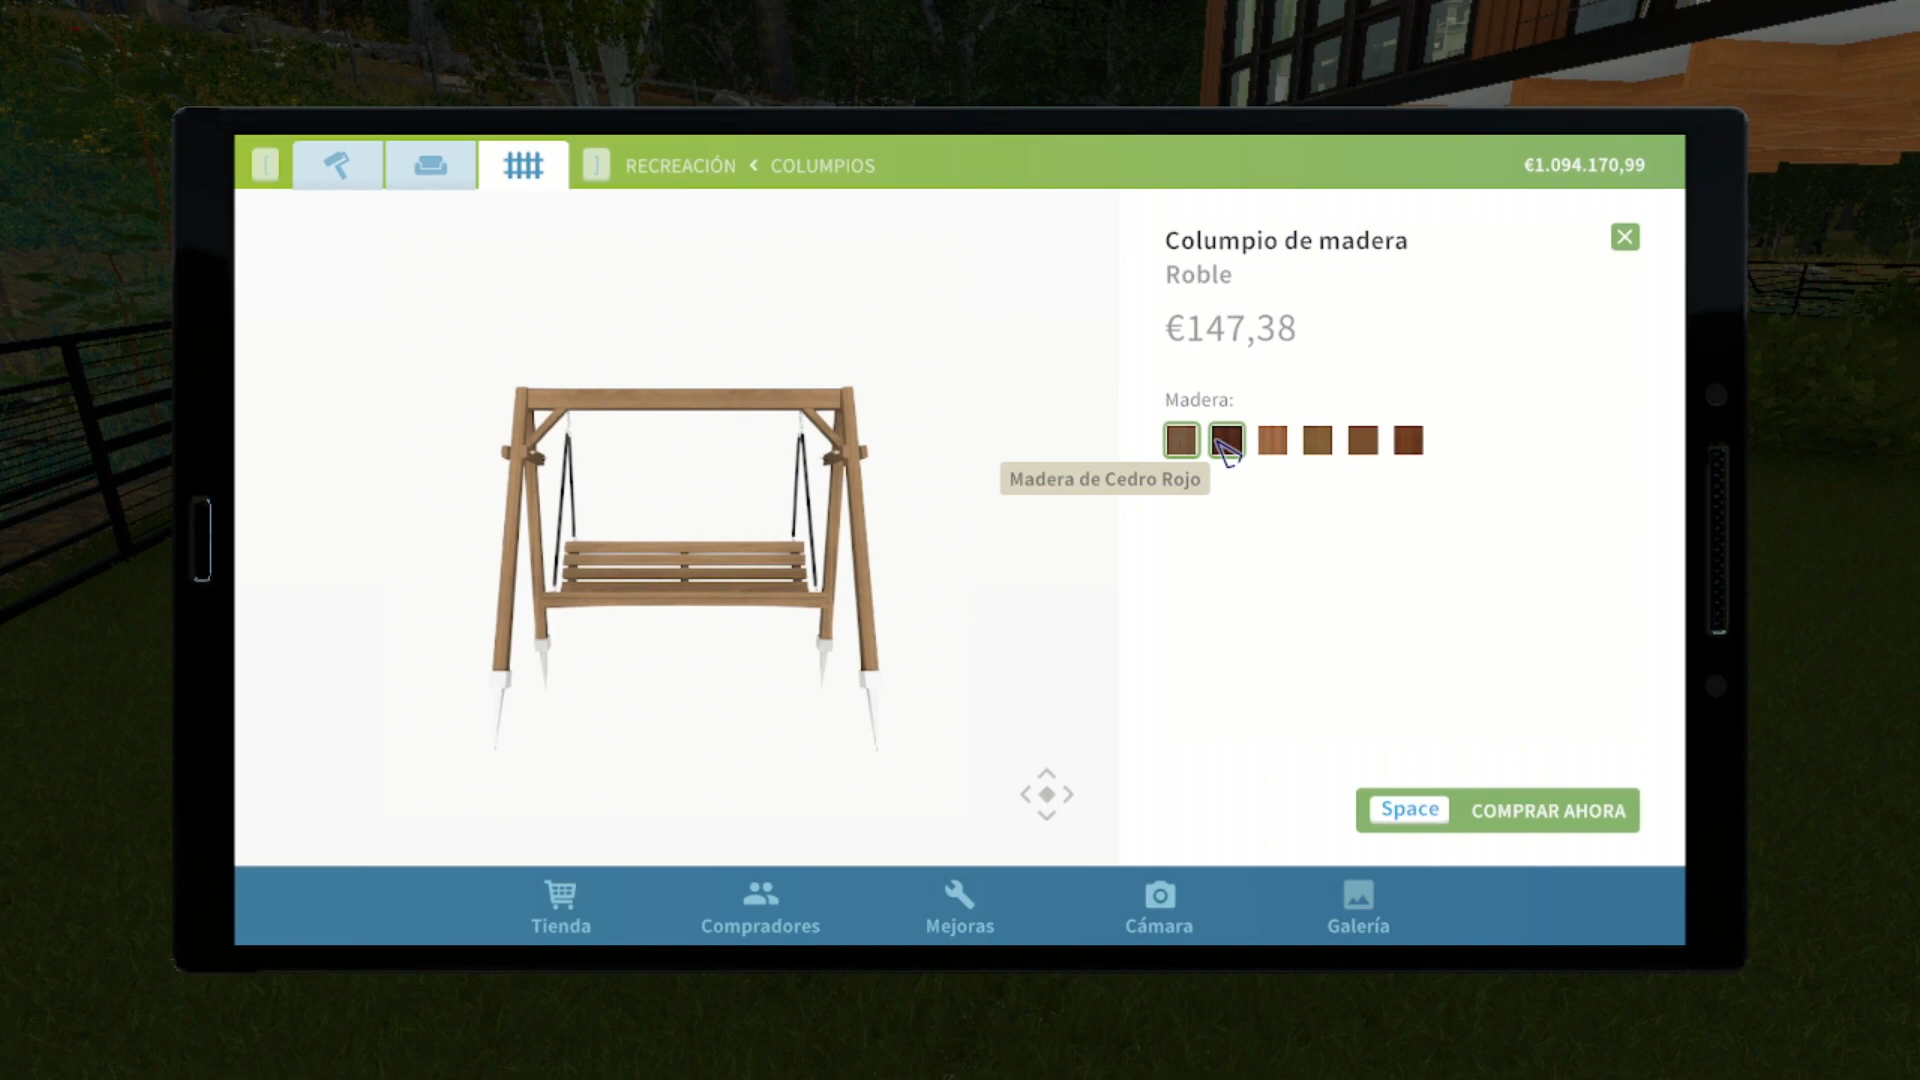 [
]
RECREACIÓN < COLUMPIOS
€1.094.170,99
Columpio de madera
Roble
€147,38
Madera:
Madera de Cedro Rojo
Space COMPRAR AHORA
Tienda
Compradores
Mejoras
Cámara
Galería